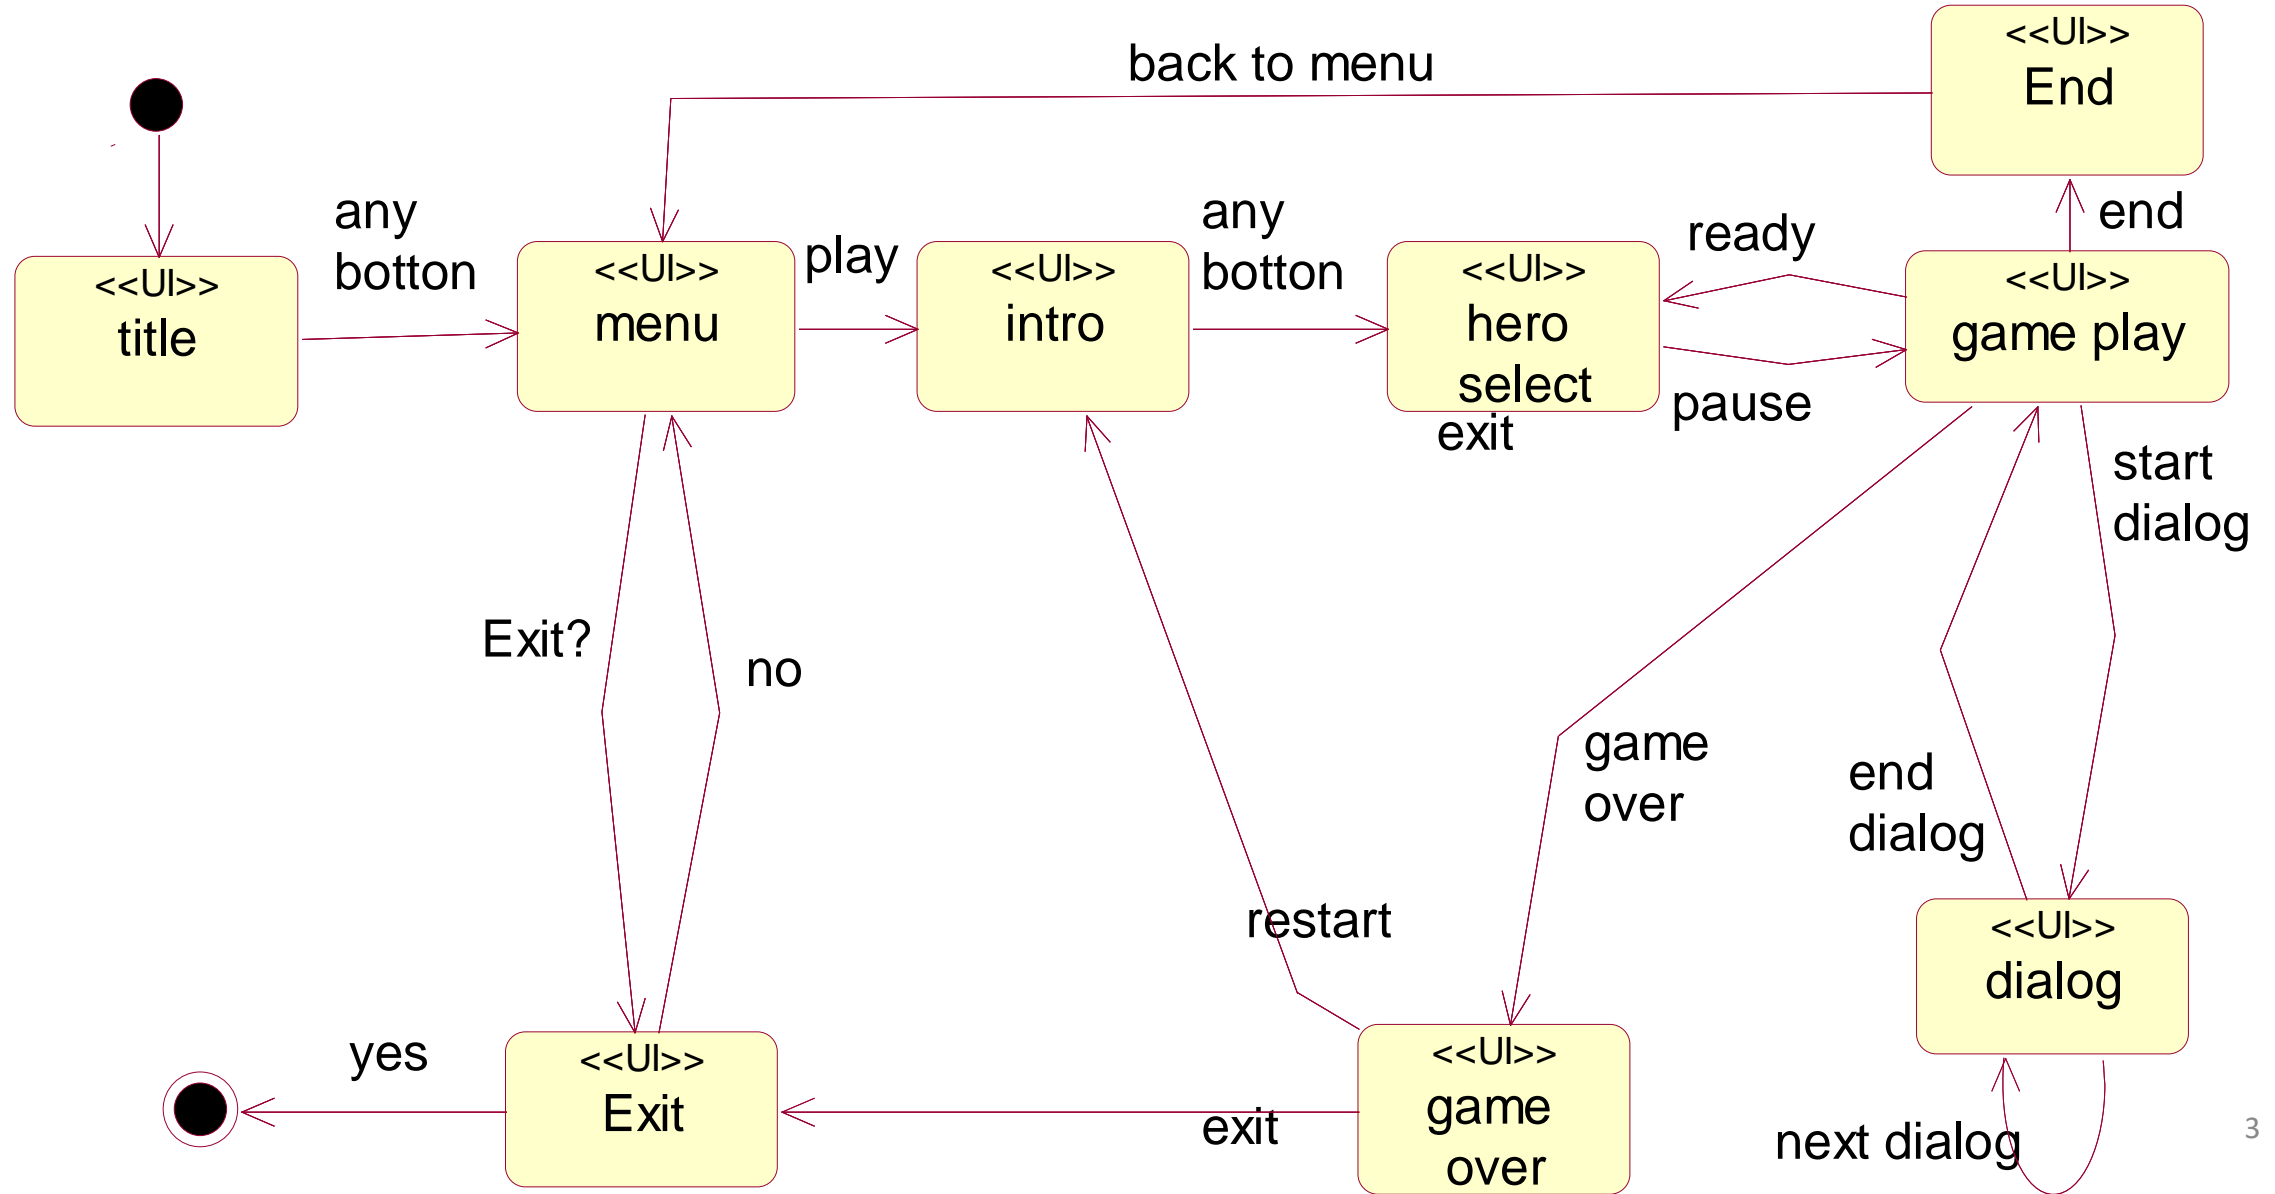 back to menu
<<UI>>
End
any
botton
play
any
botton
ready
end
<<UI>>
title
<<UI>>
menu
<<UI>>
intro
<<UI>>
hero
select
exit
pause
<<UI>>
game play
start
dialog
Exit?
no
game
over
end
dialog
restart
<<UI>>
dialog
yes
<<UI>>
Exit
exit
<<UI>>
game
over
next dialog
3